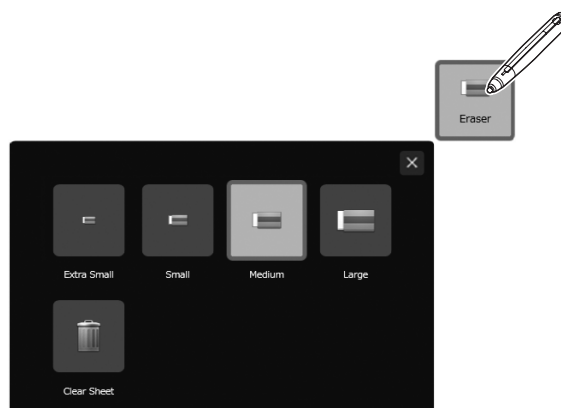 Eraser
Extra Small
Small
Medium
Large
Clear Sheet